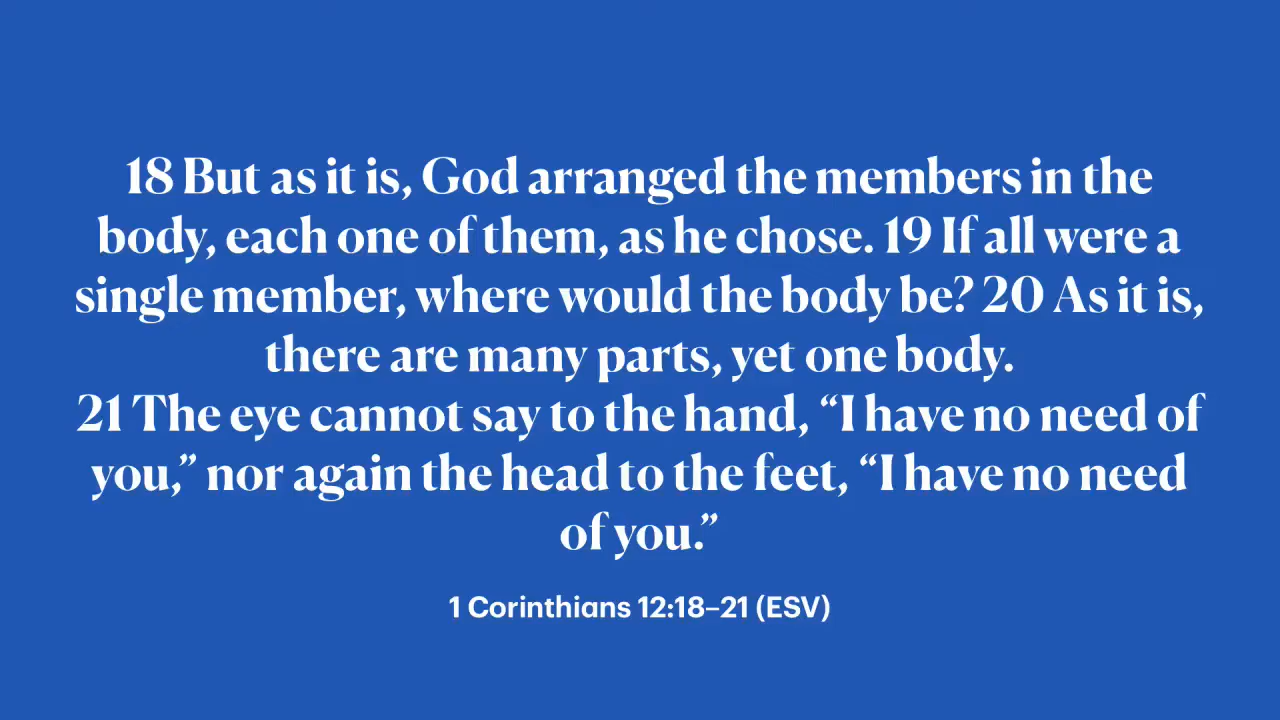 18 But as it is, God arranged the members in the
body, each one of them, as he chose. 19 If all were a
single member, where would the body be? 20 As it is,
there are many parts, yet one body.
21 The eye cannot say to the hand, “I have no need of
you,” nor again the head to the feet, “I have no need
of you.”
1 Corinthians 12:18–21 (ESV)